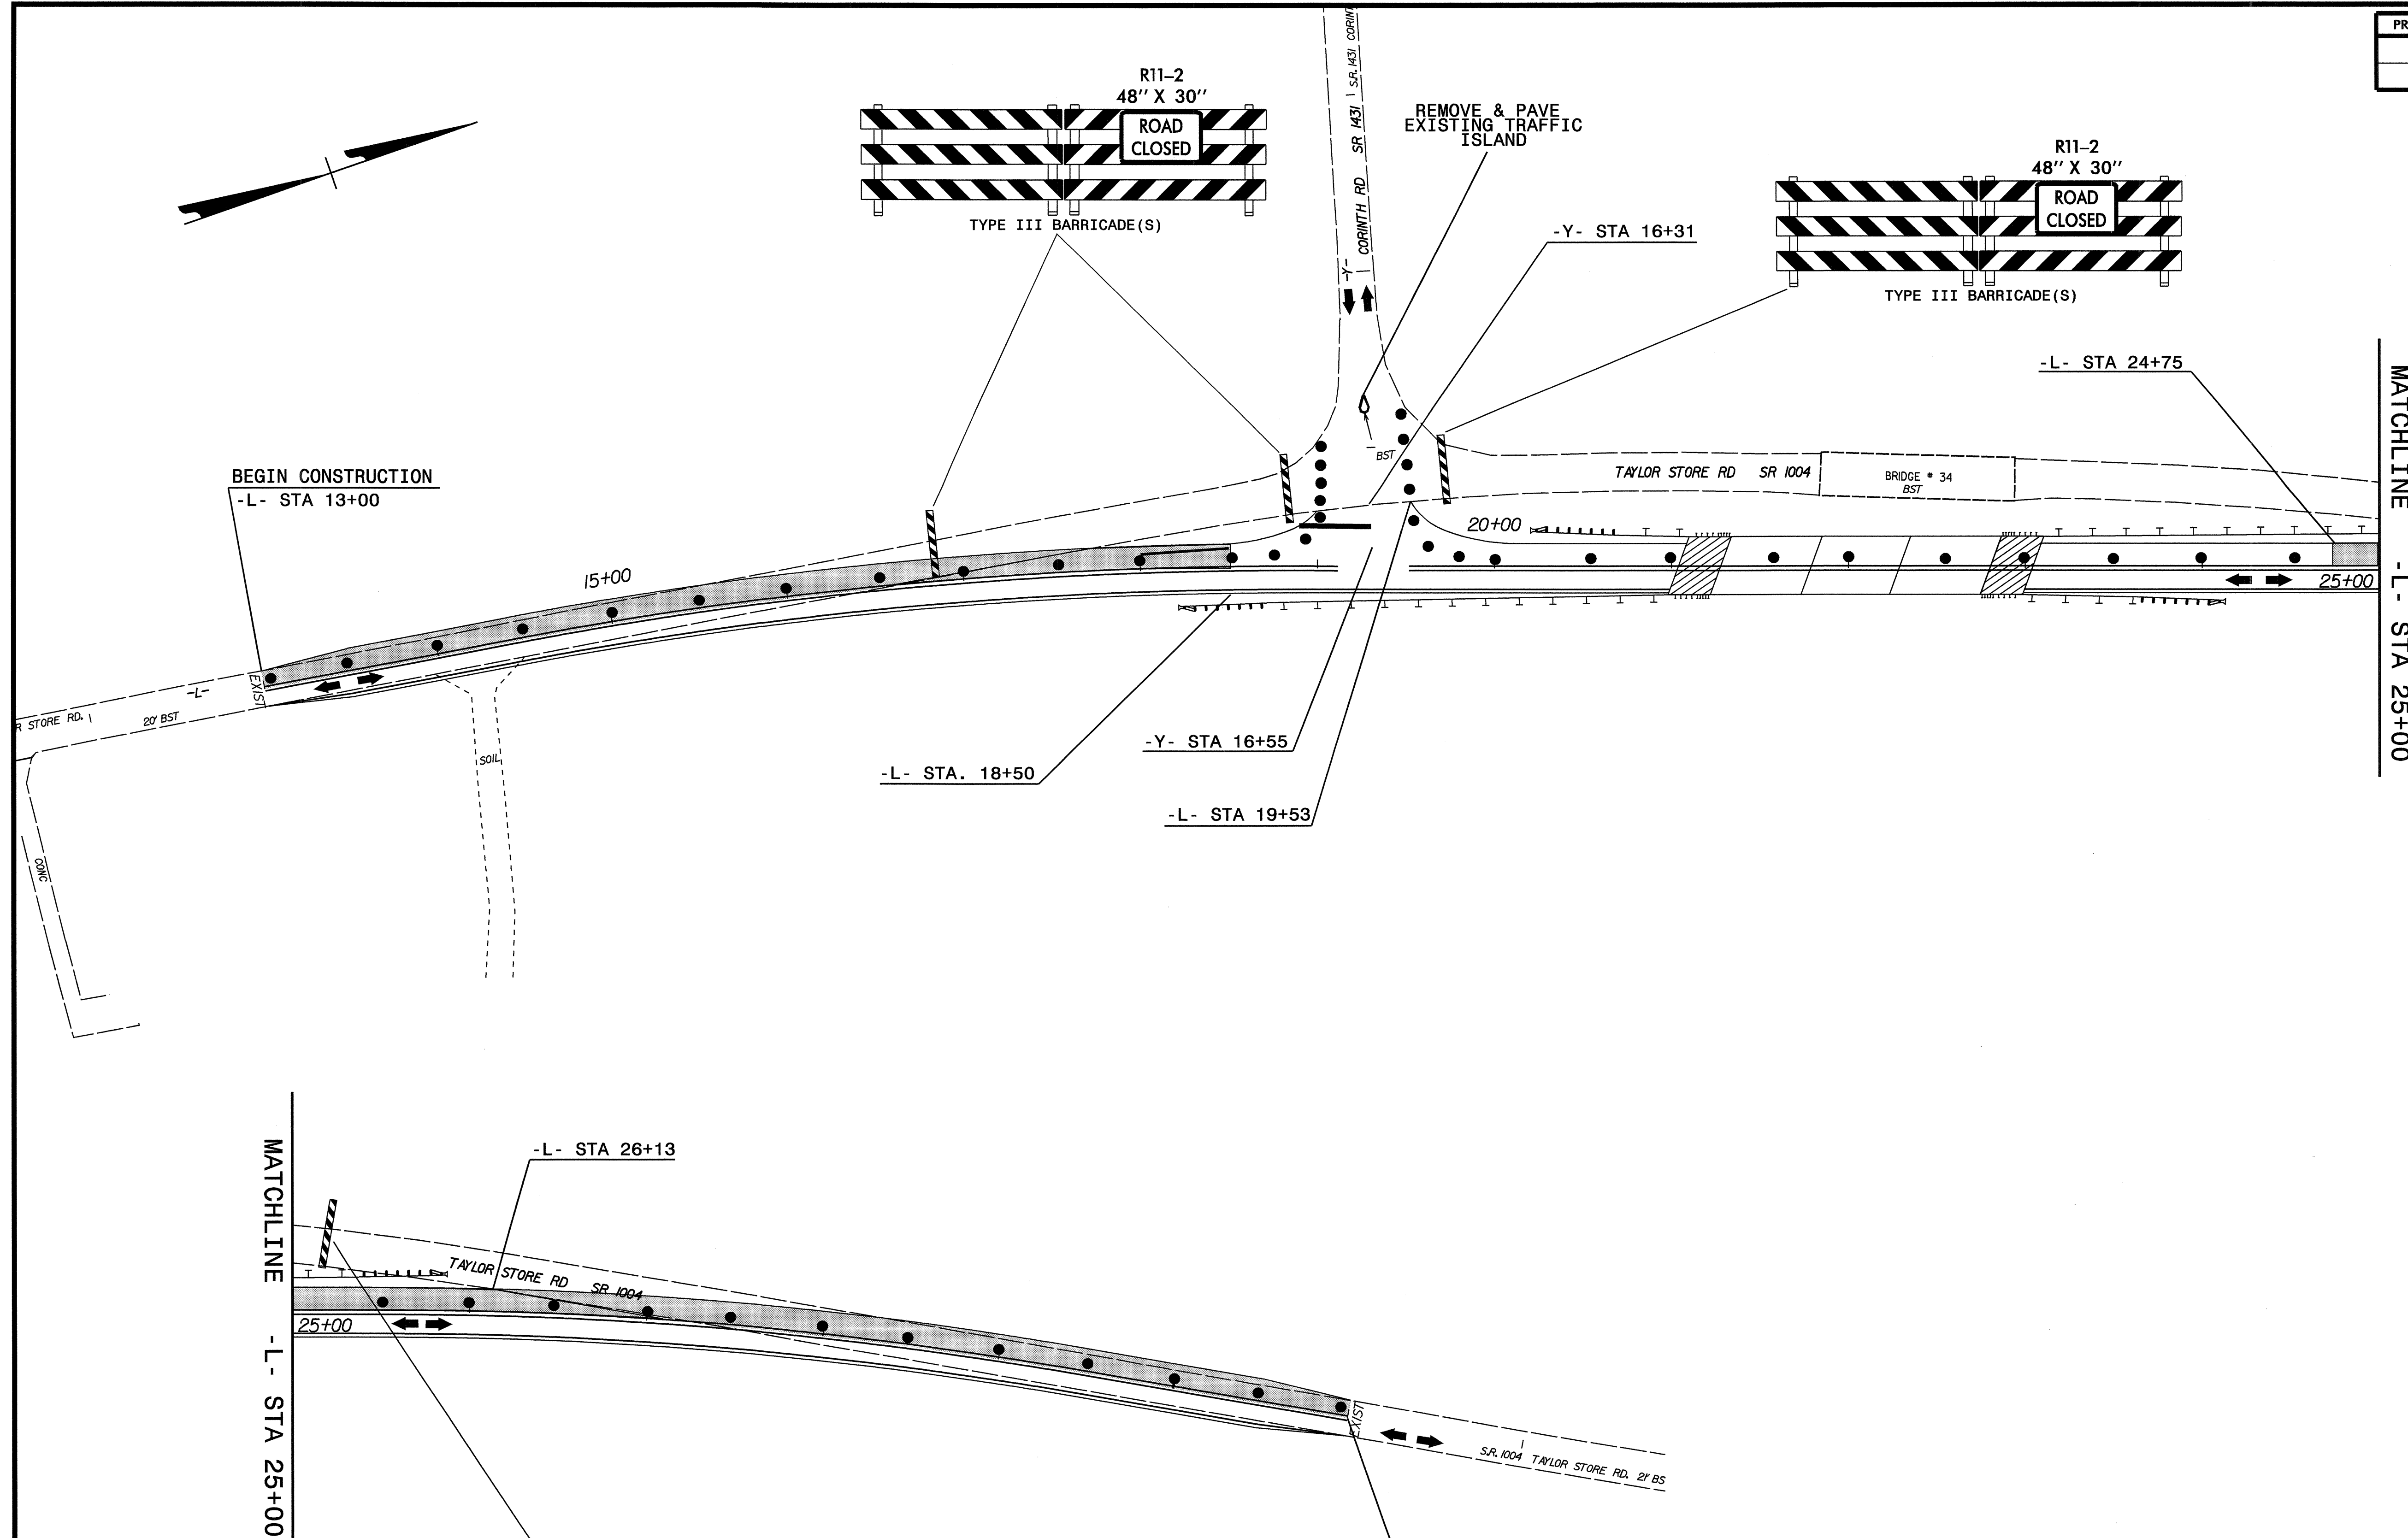 PR
R11-2
48" X 30"
ROAD
CLOSED
TYPE III BARRICADE(S)
S.R. 1431 CORINT
SR 1431
CORINTH RD
-Y-
REMOVE & PAVE
EXISTING TRAFFIC
ISLAND
R11-2
48" X 30"
ROAD
CLOSED
TYPE III BARRICADE(S)
-Y- STA 16+31
-L- STA 24+75
MATCHLINE -L- STA 25+00
BEGIN CONSTRUCTION
-L- STA 13+00
BST
TAYLOR STORE RD SR 1004
BRIDGE # 34
BST
20+00
15+00
25+00
EXIST
-L-
R STORE RD.
20' BST
SOIL
CONC
-Y- STA 16+55
-L- STA. 18+50
-L- STA 19+53
MATCHLINE -L- STA 25+00
-L- STA 26+13
TAYLOR STORE RD SR 1004
25+00
EXIST
S.R. 1004 TAYLOR STORE RD. 21' BS